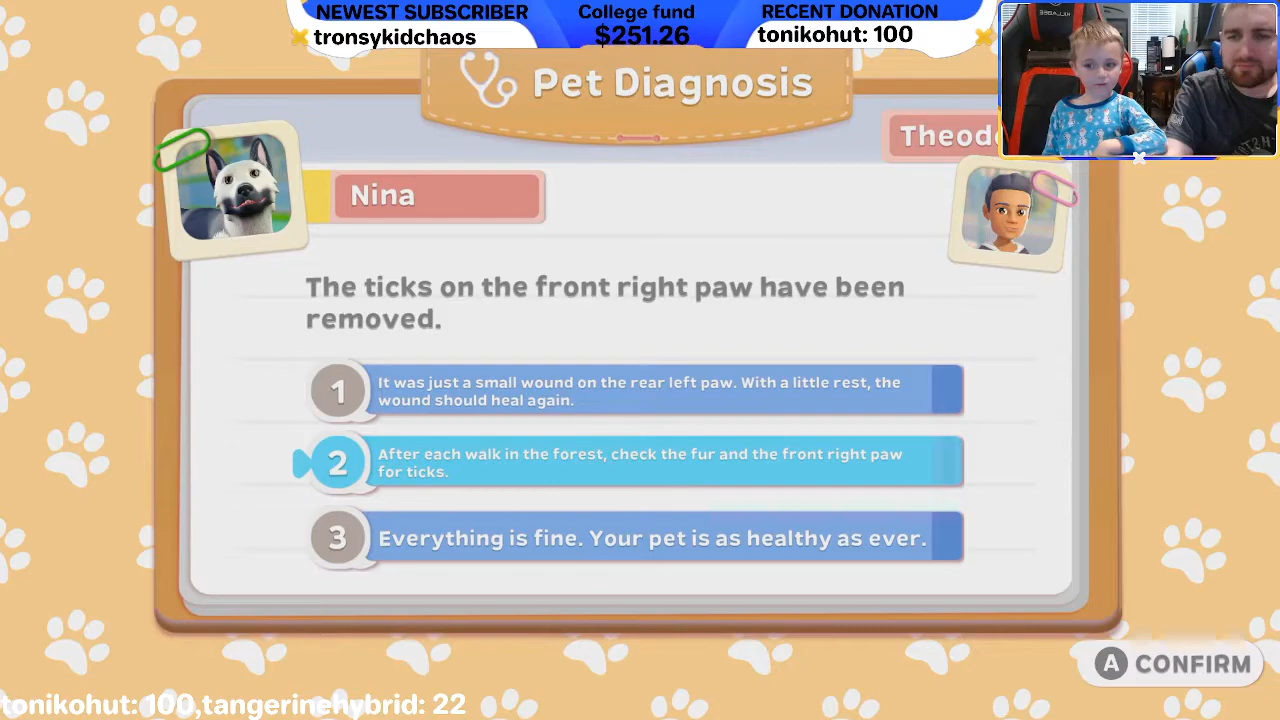 NEWEST SUBSCRIBER
tronsykidchaos
College fund
$251.26
RECENT DONATION
tonikohut: 100
Pet Diagnosis
Nina
The ticks on the front right paw have been
removed.
1
It was just a small wound on the rear left paw. With a little rest, the
wound should heal again.
2
After each walk in the forest, check the fur and the front right paw
for ticks.
3
Everything is fine. Your pet is as healthy as ever.
A CONFIRM
tonikohut: 100,tangerinehybrid: 22